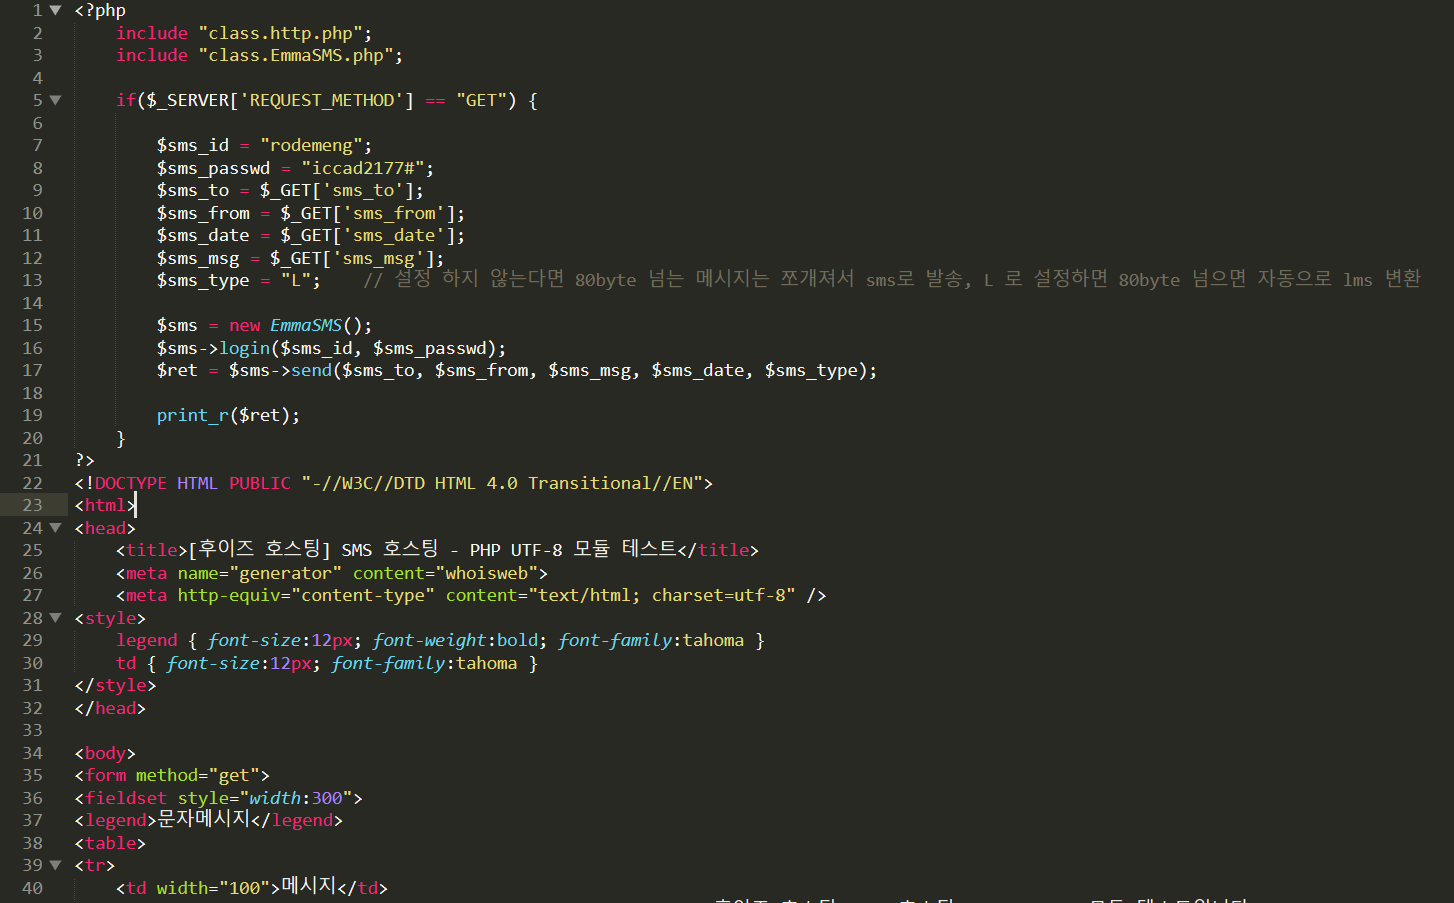 1 <?php
2 include "class.http.php";
3 include "class.EmmaSMS.php";
4
5 if($_SERVER['REQUEST_METHOD'] == "GET") {
6
7 $sms_id = "rodemeng";
8 $sms_passwd = "iccad2177#";
9 $sms_to = $_GET['sms_to'];
10 $sms_from = $_GET['sms_from'];
11 $sms_date = $_GET['sms_date'];
12 $sms_msg = $_GET['sms_msg'];
13 $sms_type = "L"; // 설정 하지 않는다면 80byte 넘는 메시지는 쪼개져서 sms로 발송, L 로 설정하면 80byte 넘으면 자동으로 lms 변환
14
15 $sms = new EmmaSMS();
16 $sms->login($sms_id, $sms_passwd);
17 $ret = $sms->send($sms_to, $sms_from, $sms_msg, $sms_date, $sms_type);
18
19 print_r($ret);
20 }
21 ?>
22 <!DOCTYPE HTML PUBLIC "-//W3C//DTD HTML 4.0 Transitional//EN">
23 <html>
24 <head>
25 <title>[후이즈 호스팅] SMS 호스팅 - PHP UTF-8 모듈 테스트</title>
26 <meta name="generator" content="whoisweb">
27 <meta http-equiv="content-type" content="text/html; charset=utf-8" />
28 <style>
29 legend { font-size:12px; font-weight:bold; font-family:tahoma }
30 td { font-size:12px; font-family:tahoma }
31 </style>
32 </head>
33
34 <body>
35 <form method="get">
36 <fieldset style="width:300">
37 <legend>문자메시지</legend>
38 <table>
39 <tr>
40 <td width="100">메시지</td>